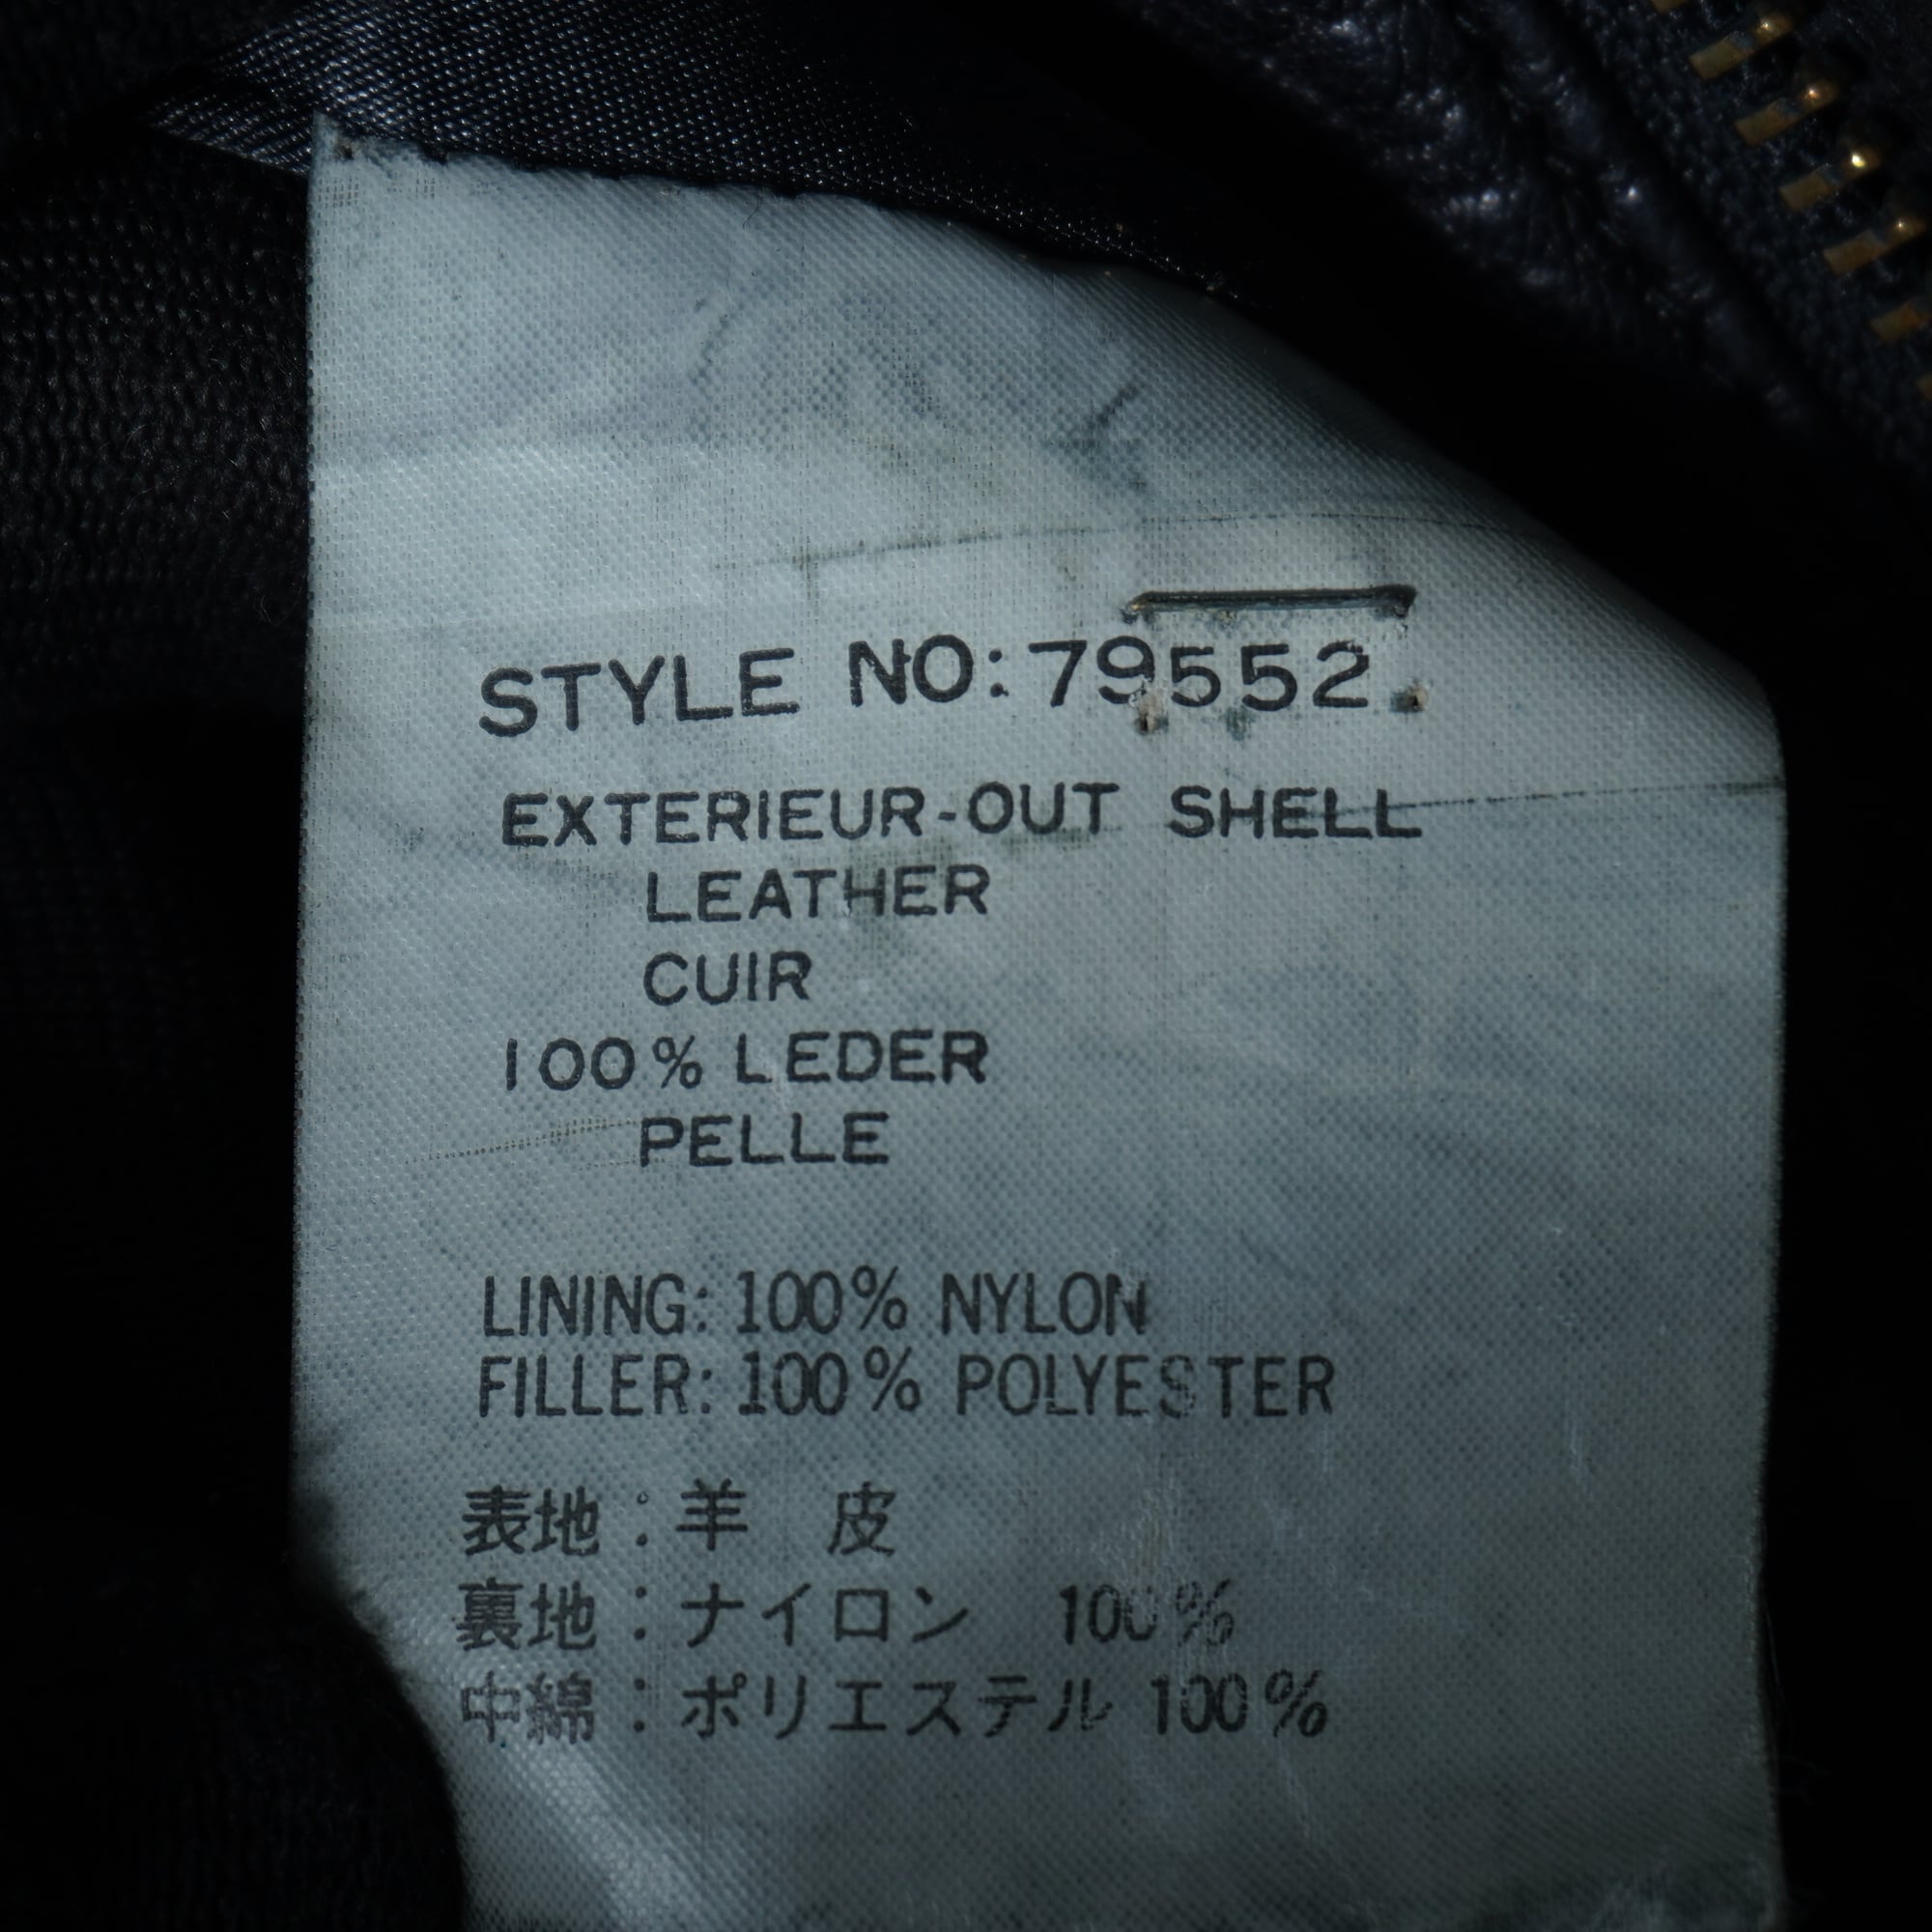 STYLE NO: 79552
EXTERIEUR-OUT SHELL
LEATHER
CUIR
100% LEDER
PELLE
LINING: 100% NYLON
FILLER: 100% POLYESTER
表地：羊 皮
裏地：ナイロン 100%
中綿：ポリエステル 100%